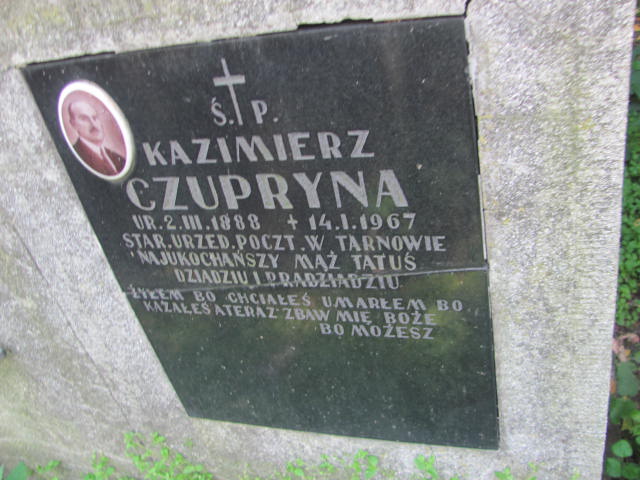 Ś. P.
KAZIMIERZ
CZUPRYNA
UR. 2. III. 1888 + 14. I. 1967
STAR. URZĘD. POCZT. W TARNOWIE
NAJUKOCHAŃSZY MĄŻ TATUŚ
DZIADZIU I PRADZIADZIU
ŻYŁEM BO CHCIAŁEŚ UMARŁEM BO
KAZAŁEŚ A TERAZ ZBAW MIĘ BOŻE
BO MOŻESZ